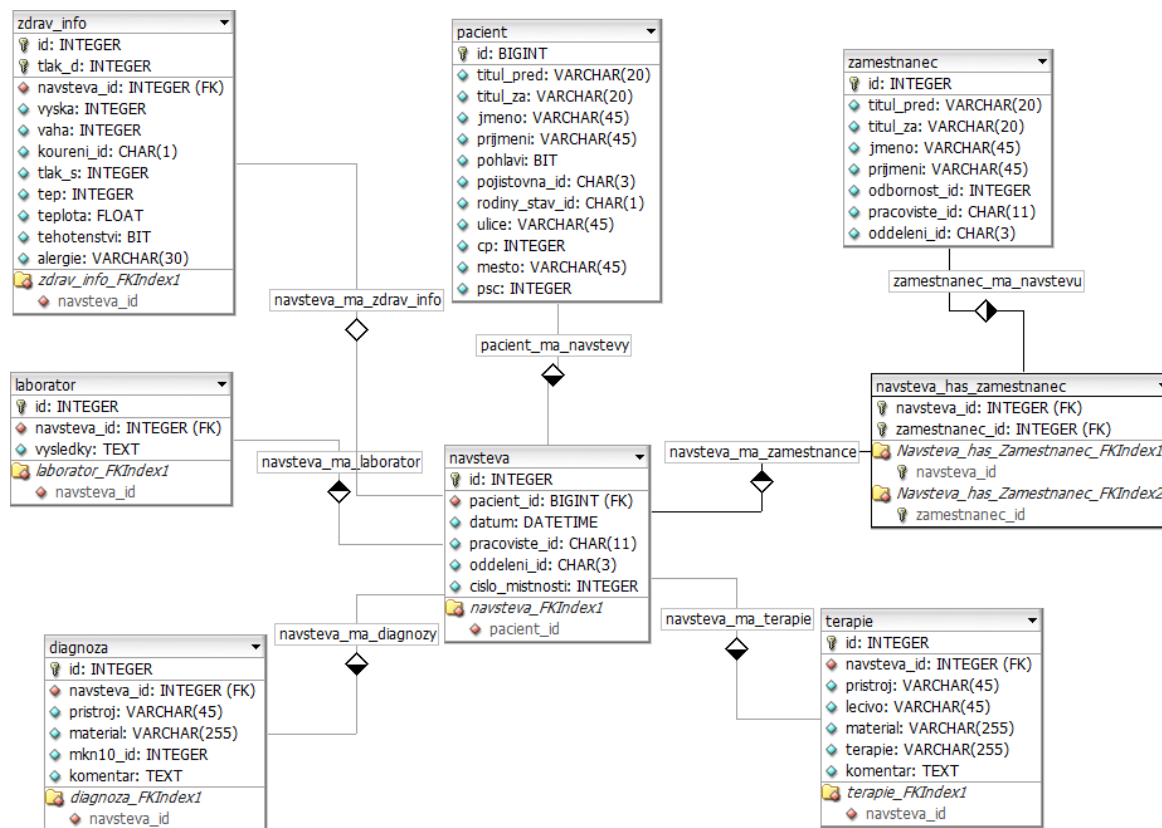 zdrav_info
id: INTEGER
tlak_d: INTEGER
navsteva_id: INTEGER (FK)
vyska: INTEGER
vaha: INTEGER
koureni_id: CHAR(1)
tlak_s: INTEGER
tep: INTEGER
teplota: FLOAT
tehotenstvi: BIT
alergie: VARCHAR(30)
zdrav_info_FKIndex1
navsteva_id
pacient
id: BIGINT
titul_pred: VARCHAR(20)
titul_za: VARCHAR(20)
jmeno: VARCHAR(45)
prijmeni: VARCHAR(45)
pohlavi: BIT
pojistovna_id: CHAR(3)
rodiny_stav_id: CHAR(1)
ulice: VARCHAR(45)
cp: INTEGER
mesto: VARCHAR(45)
psc: INTEGER
zamestnanec
id: INTEGER
titul_pred: VARCHAR(20)
titul_za: VARCHAR(20)
jmeno: VARCHAR(45)
prijmeni: VARCHAR(45)
odbornost_id: INTEGER
pracoviste_id: CHAR(11)
oddeleni_id: CHAR(3)
navsteva_ma_zdrav_info
pacient_ma_navstevy
zamestnanec_ma_navstevu
laborator
id: INTEGER
navsteva_id: INTEGER (FK)
vysledky: TEXT
laborator_FKIndex1
navsteva_id
navsteva_ma_laborator
navsteva
id: INTEGER
pacient_id: BIGINT (FK)
datum: DATETIME
pracoviste_id: CHAR(11)
oddeleni_id: CHAR(3)
cislo_mistnosti: INTEGER
navsteva_FKIndex1
pacient_id
navsteva_ma_zamestnance
navsteva_has_zamestnanec
navsteva_id: INTEGER (FK)
zamestnanec_id: INTEGER (FK)
Navsteva_has_Zamestnanec_FKIndex1
navsteva_id
Navsteva_has_Zamestnanec_FKIndex2
zamestnanec_id
navsteva_ma_diagnozy
navsteva_ma_terapie
diagnoza
id: INTEGER
navsteva_id: INTEGER (FK)
pristroj: VARCHAR(45)
material: VARCHAR(255)
mkn10_id: INTEGER
komentar: TEXT
diagnoza_FKIndex1
navsteva_id
terapie
id: INTEGER
navsteva_id: INTEGER (FK)
pristroj: VARCHAR(45)
lecivo: VARCHAR(45)
material: VARCHAR(255)
terapie: VARCHAR(255)
komentar: TEXT
terapie_FKIndex1
navsteva_id